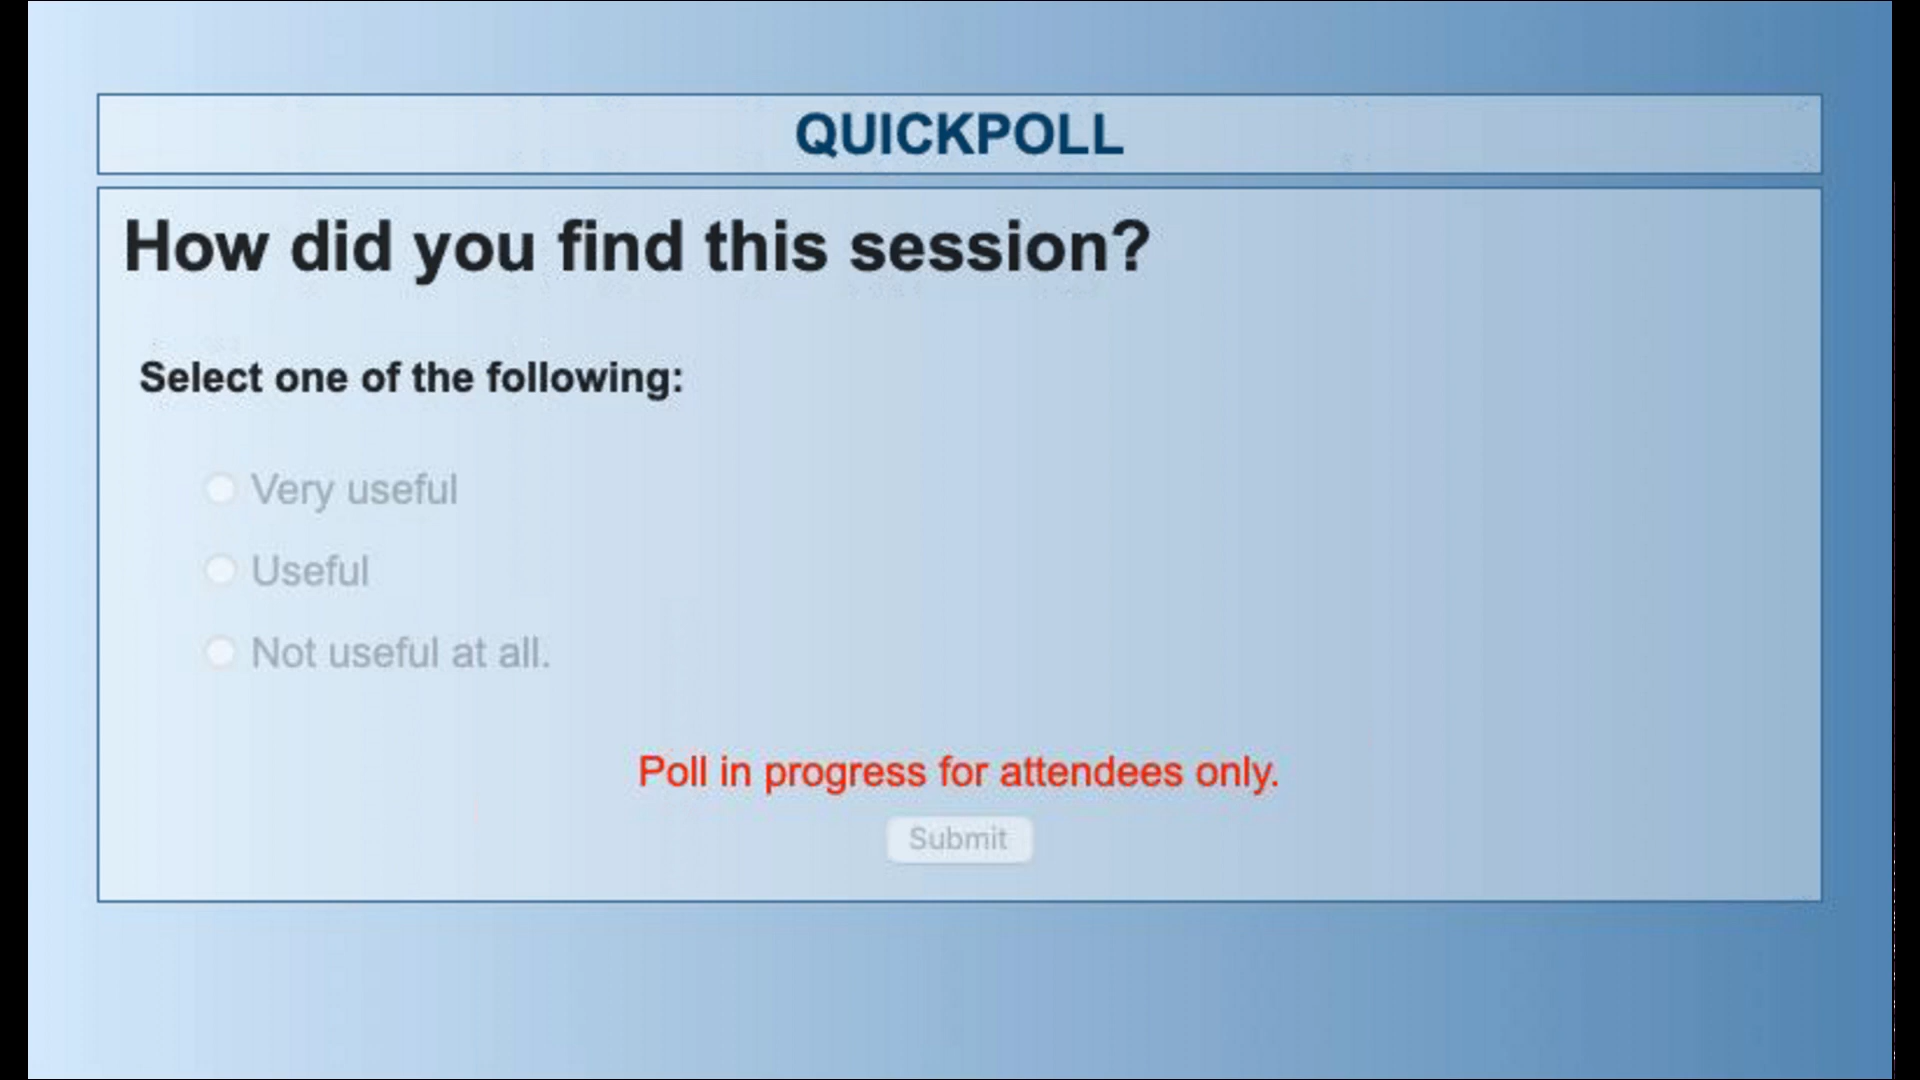 QUICKPOLL
How did you find this session?
Select one of the following:
Very useful
Useful
Not useful at all.
Poll in progress for attendees only.
Submit